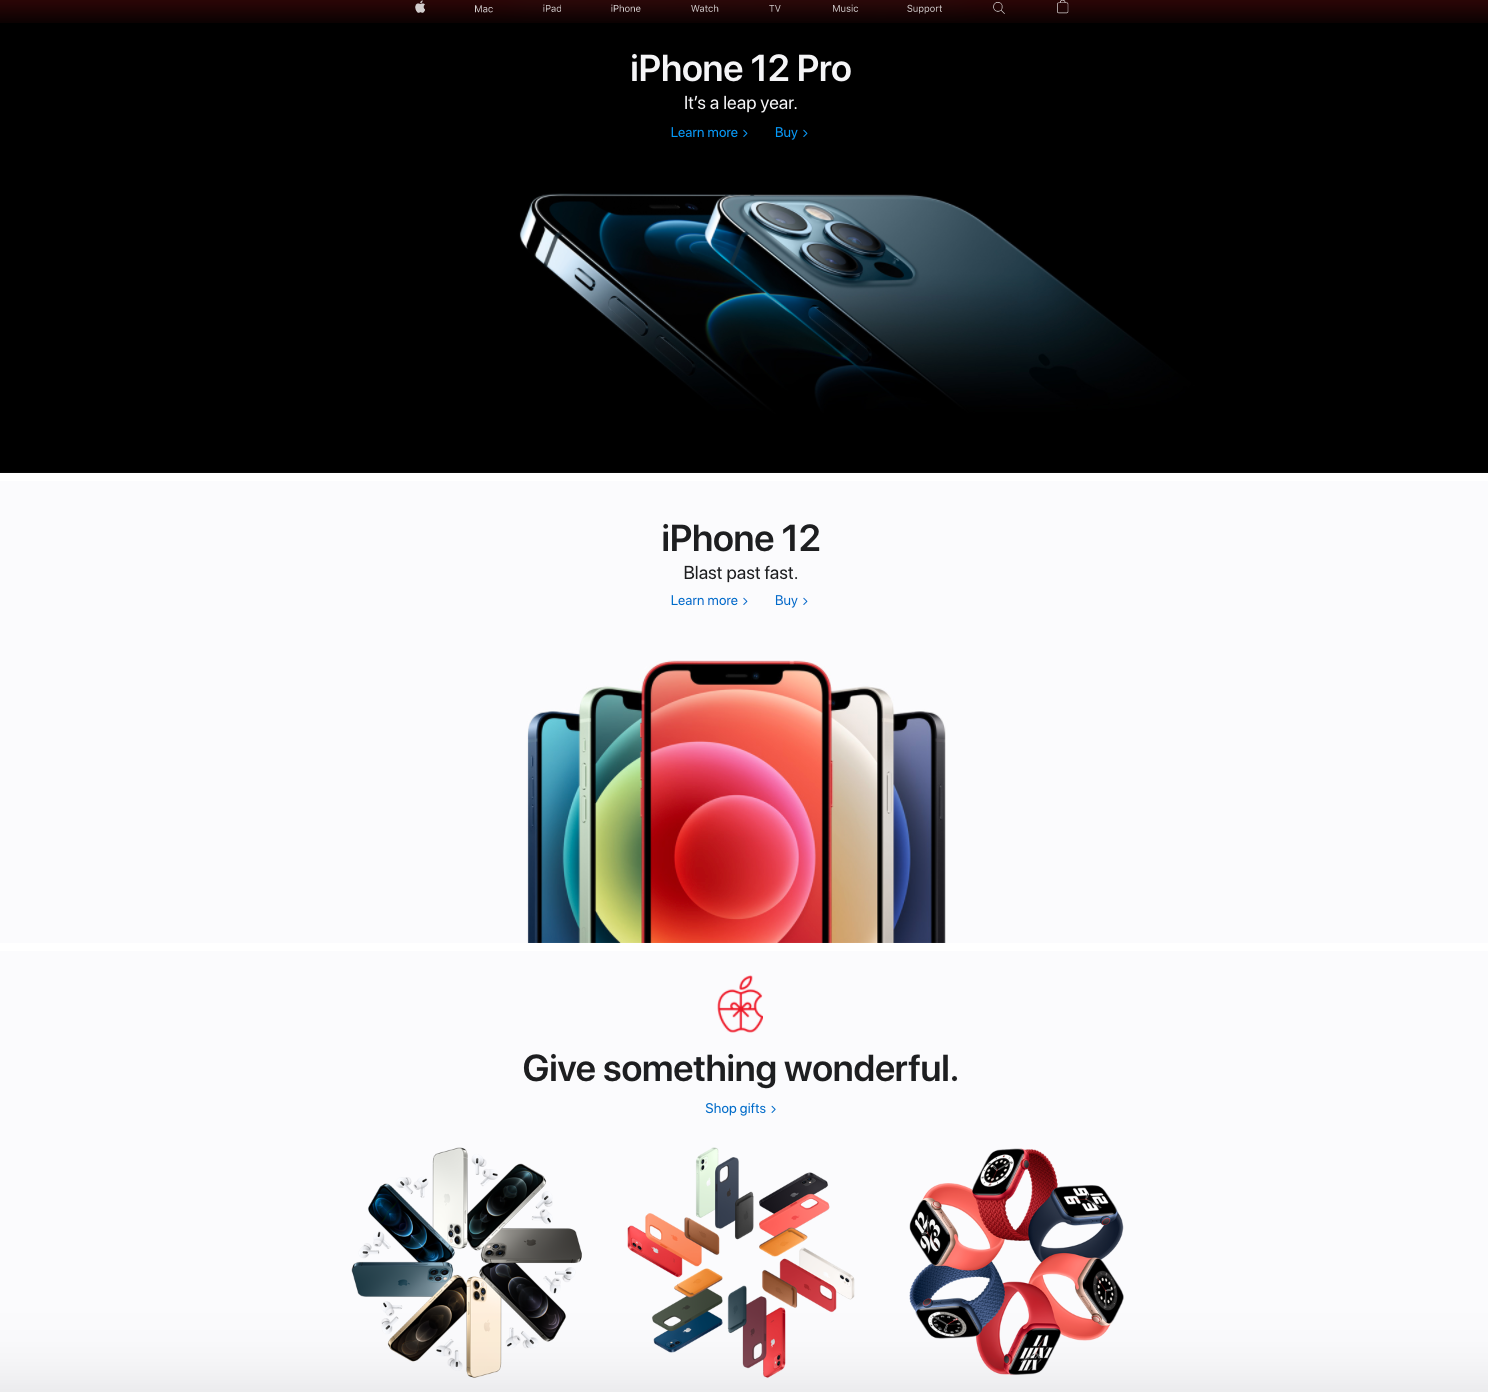 Mac iPad iPhone Watch TV Music Support
iPhone 12 Pro
It's a leap year.
Learn more > Buy >
iPhone 12
Blast past fast.
Learn more > Buy >
Give something wonderful.
Shop gifts >